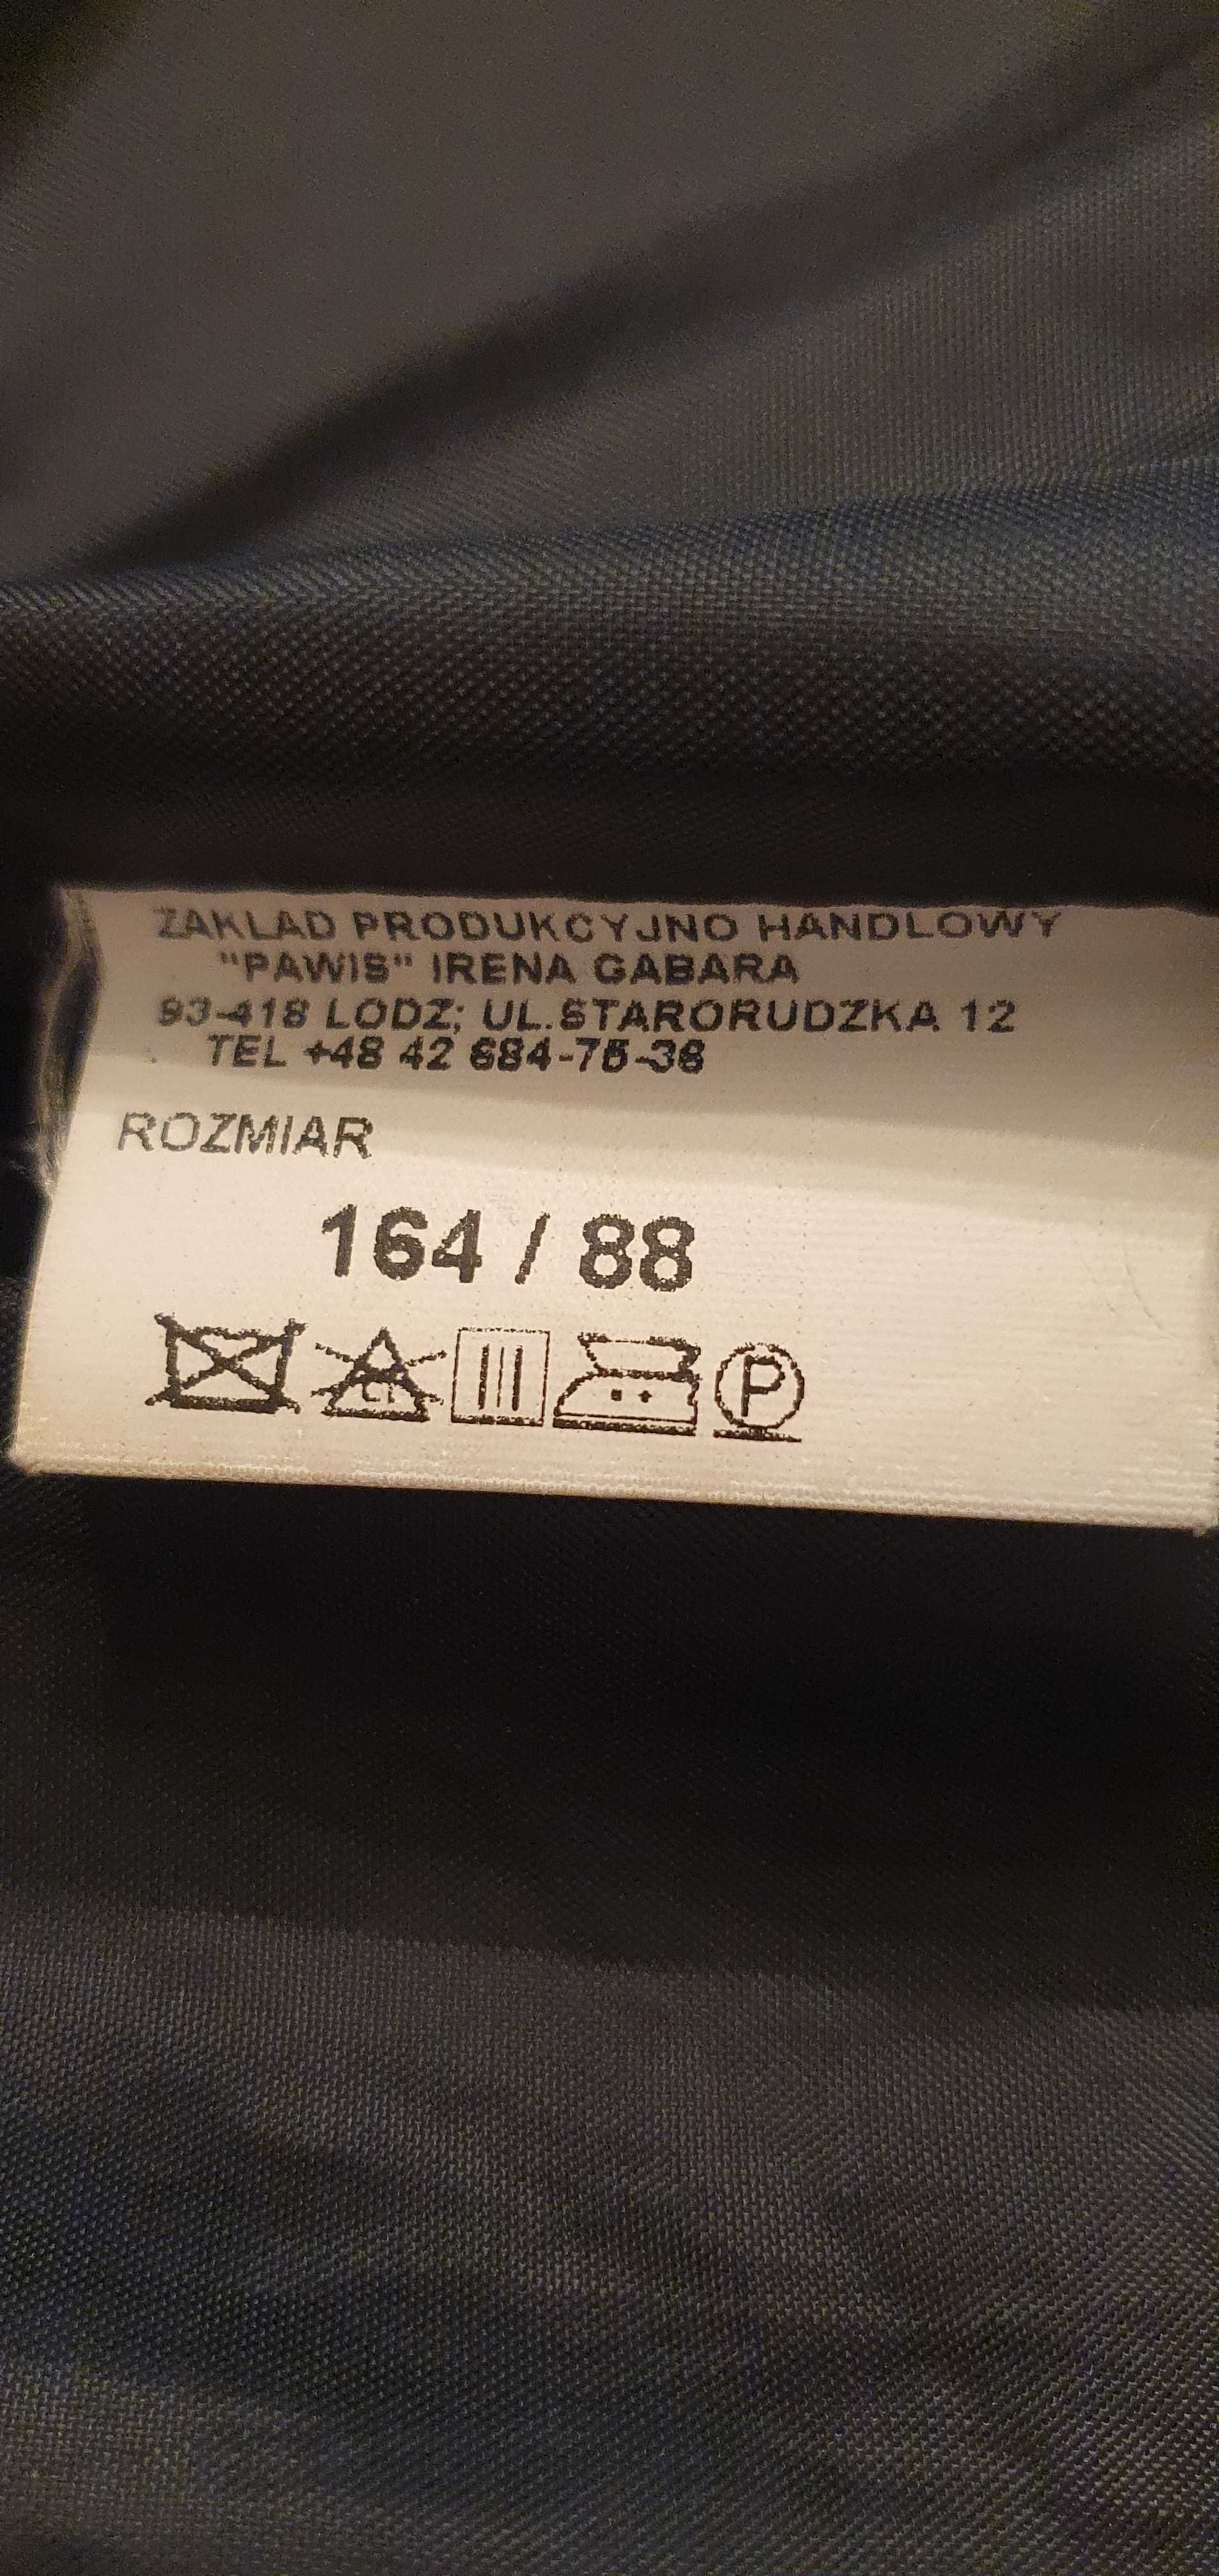 ZAKLAD PRODUKCYJNO HANDLOWY
"PAWIS" IRENA GABARA
93-418 LODZ; UL.STARORUDZKA 12
TEL +48 42 684-75-36
ROZMIAR
164 / 88
CL
P